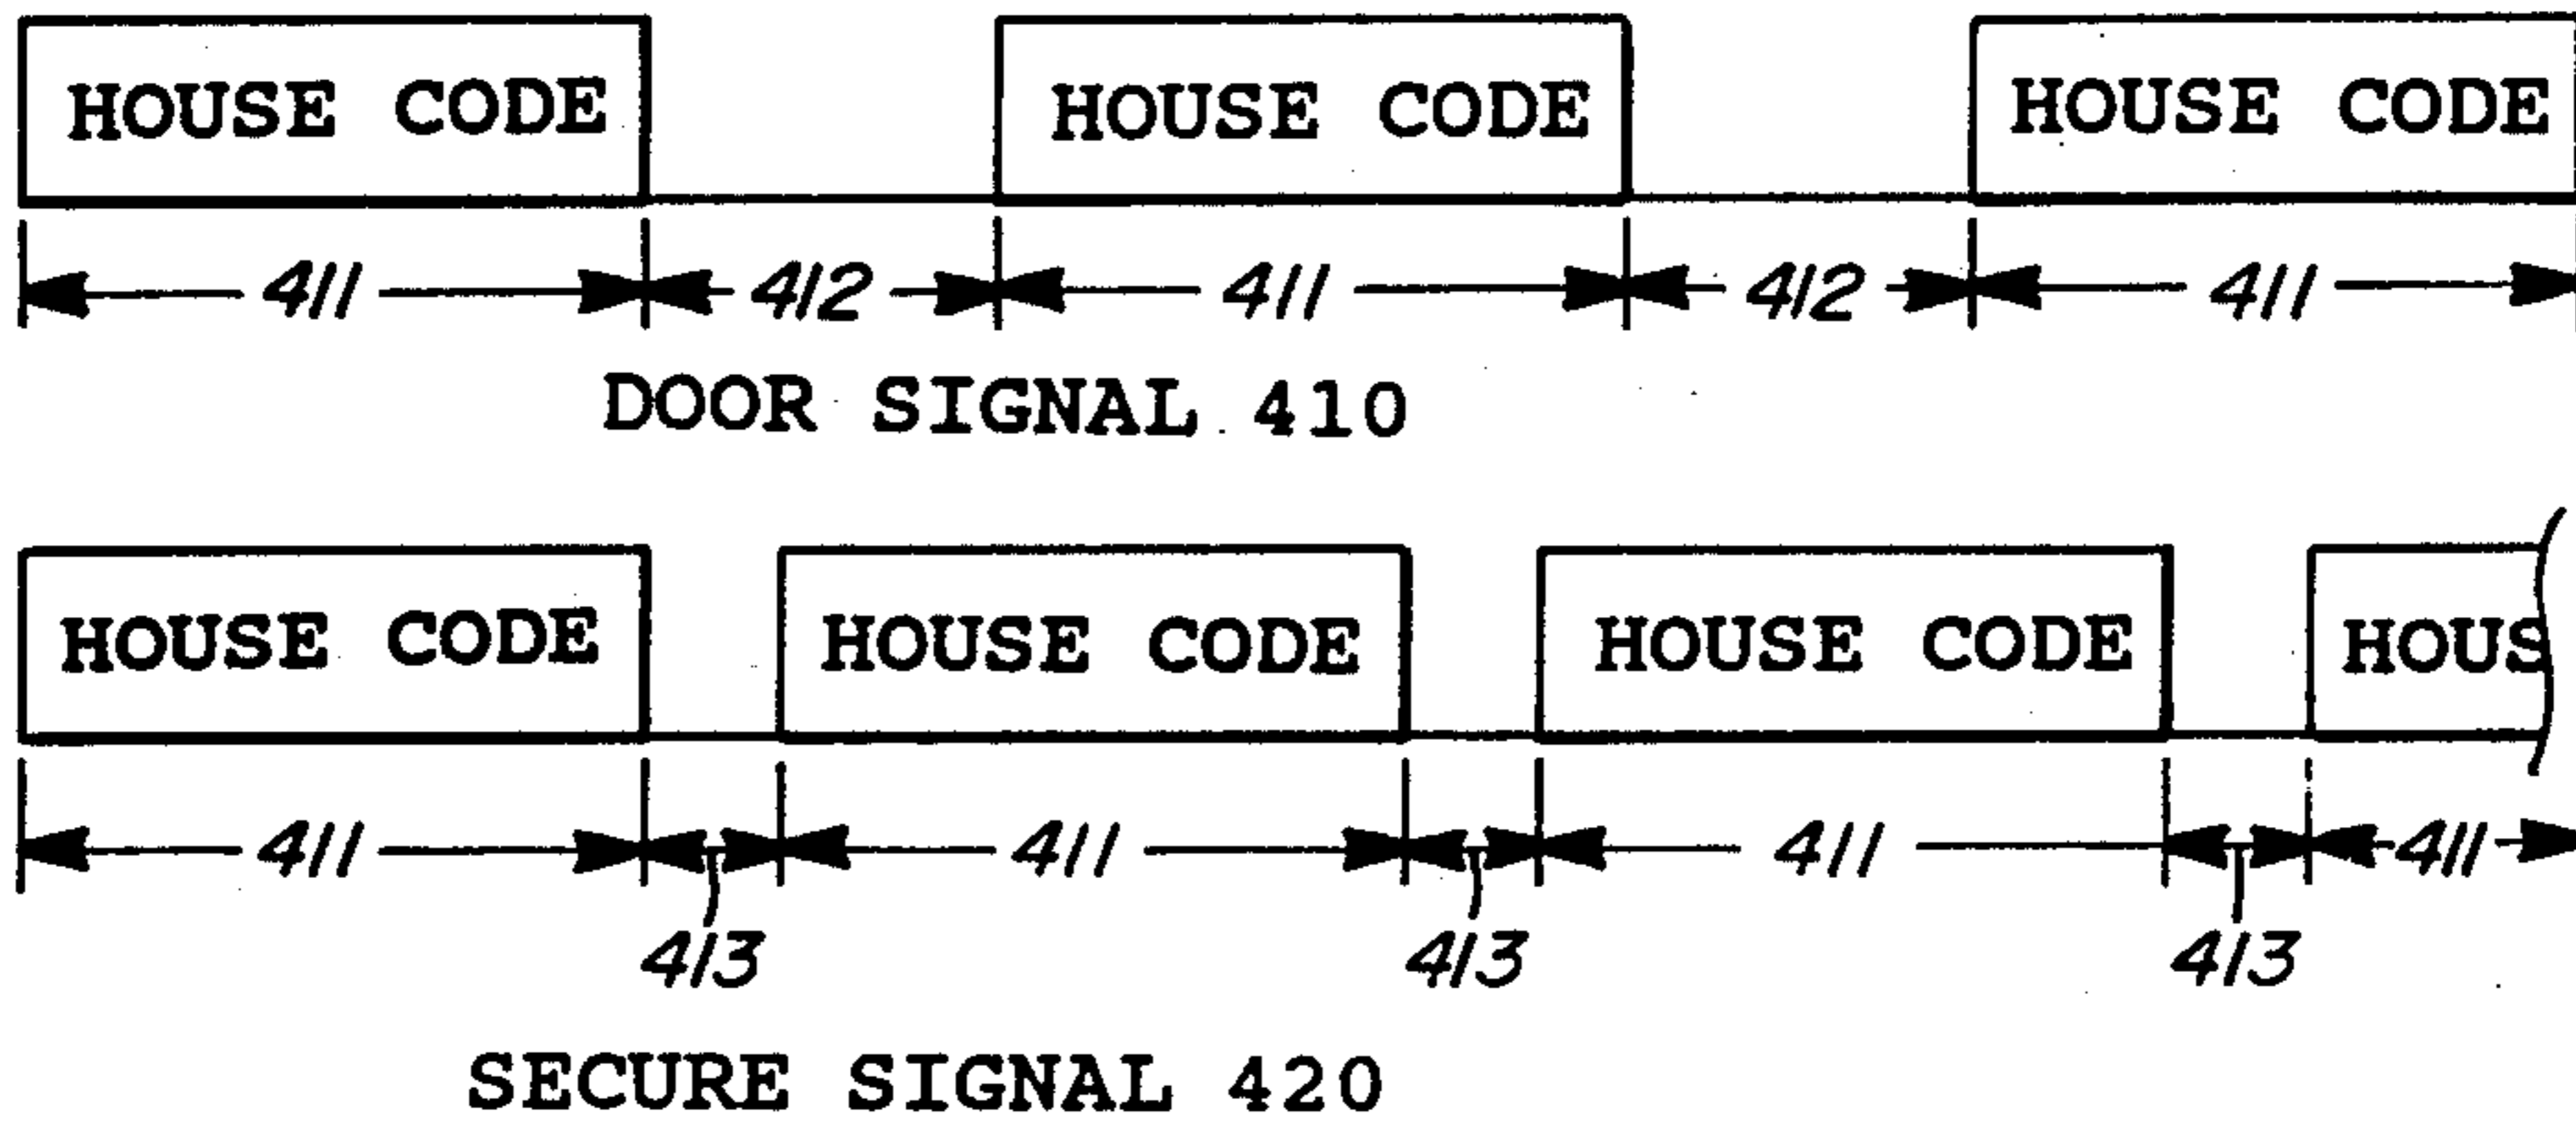 HOUSE CODE HOUSE CODE HOUSE CODE
411 412 411 412 411
DOOR SIGNAL 410
HOUSE CODE HOUSE CODE HOUSE CODE HOUS
411 411 411 411
413 413 413
SECURE SIGNAL 420